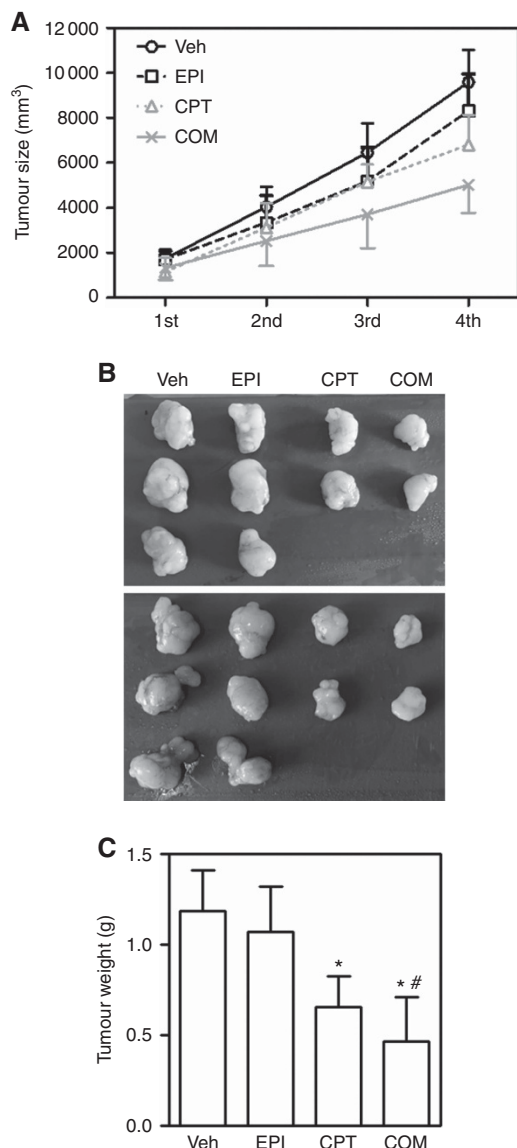 A
Tumour size (mm³)
12 000
10 000
8000
6000
4000
2000
0
Veh
EPI
CPT
COM
1st 2nd 3rd 4th
B
Veh EPI CPT COM
C
Tumour weight (g)
1.5
1.0
0.5
0.0
*
* #
Veh EPI CPT COM